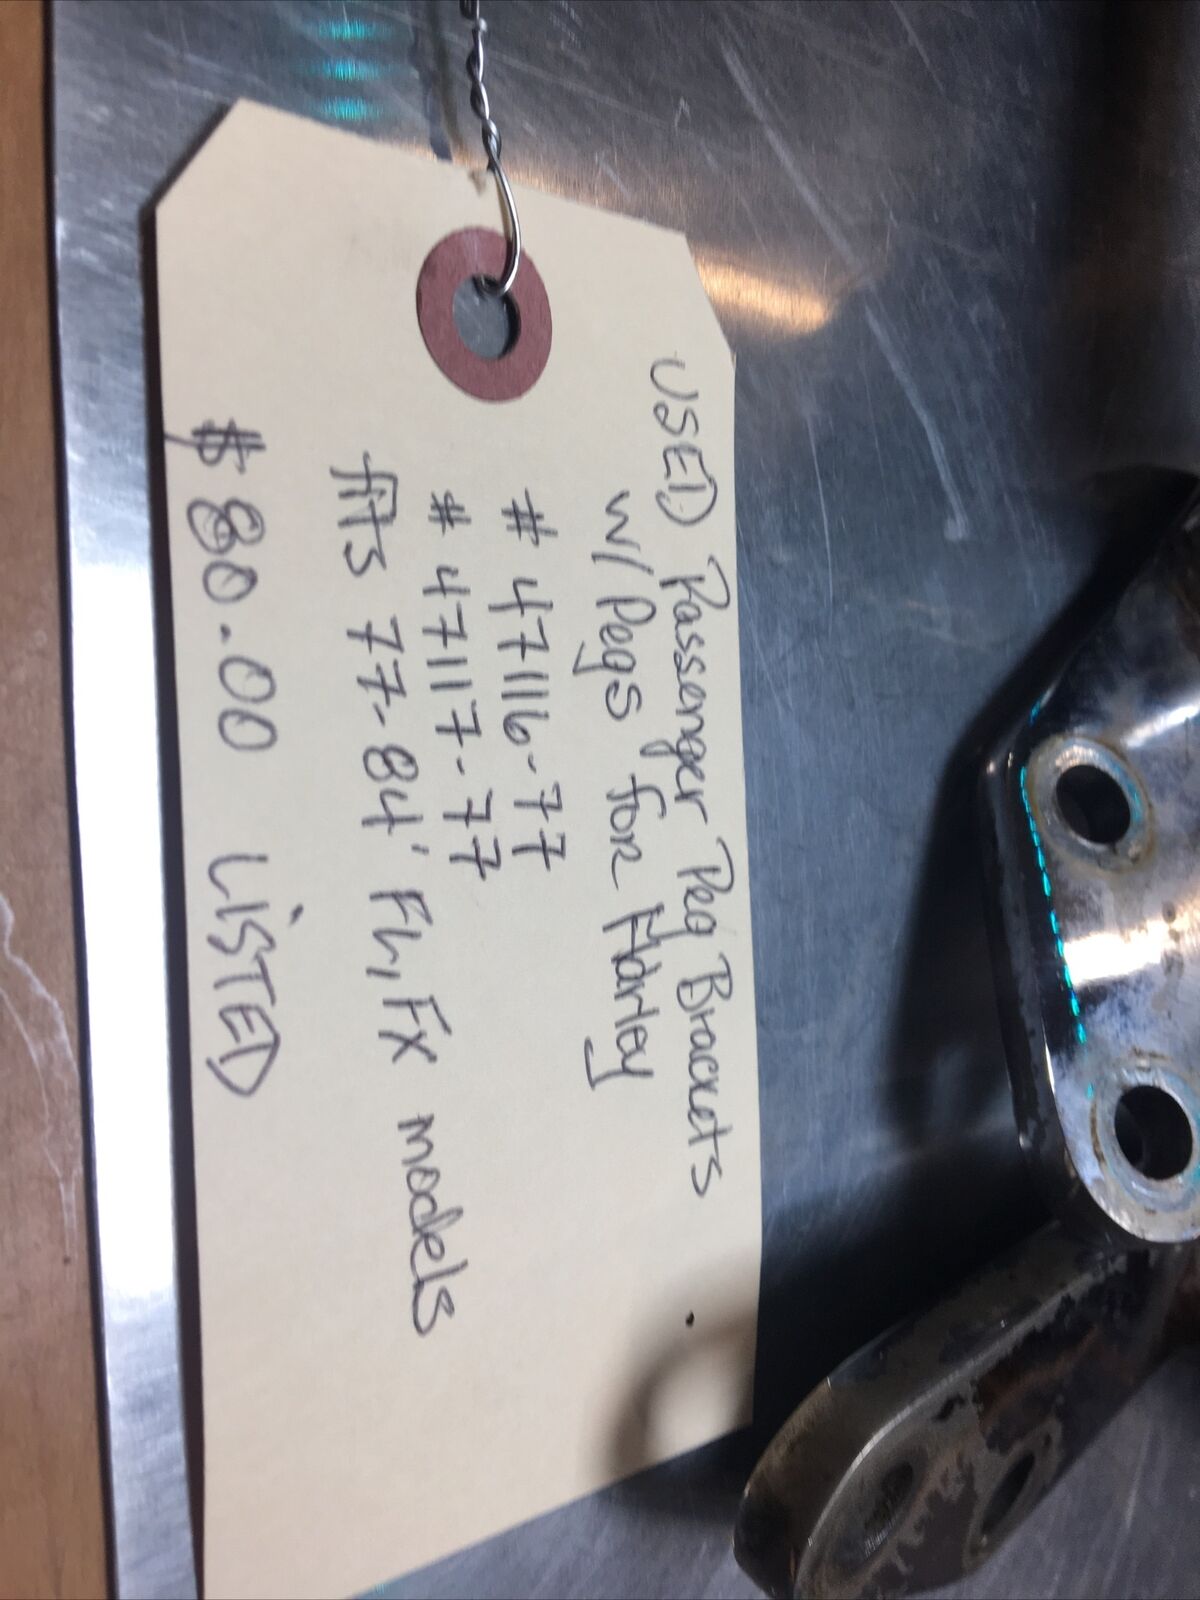 USED Passenger Peg Brackets
w/ Pegs for Harley
# 47116-77
# 47117-77
fits 77-84' FL, FX models
$80.00 LiSTED